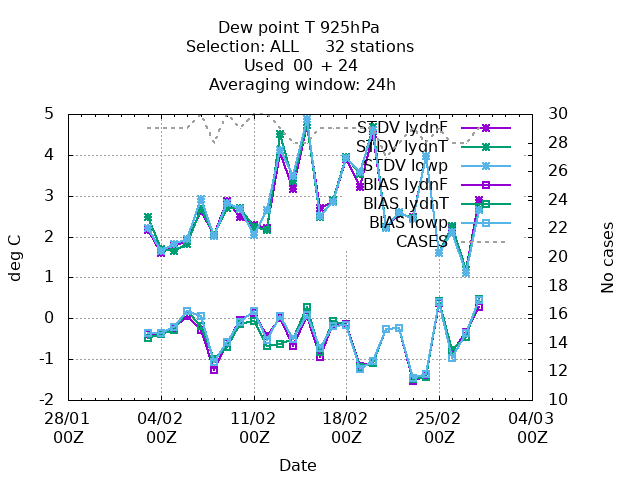 Dew point T 925hPa
Selection: ALL     32 stations
Used  00 + 24
Averaging window: 24h
deg C
5
4
3
2
1
0
-1
-2
STDV lydnF
STDV lydnT
STDV lowp
BIAS lydnF
BIAS lydnT
BIAS lowp
CASES
30
28
26
24
22
20
18
16
14
12
10
No cases
28/01 04/02 11/02 18/02 25/02 04/03
00Z 00Z 00Z 00Z 00Z 00Z
Date